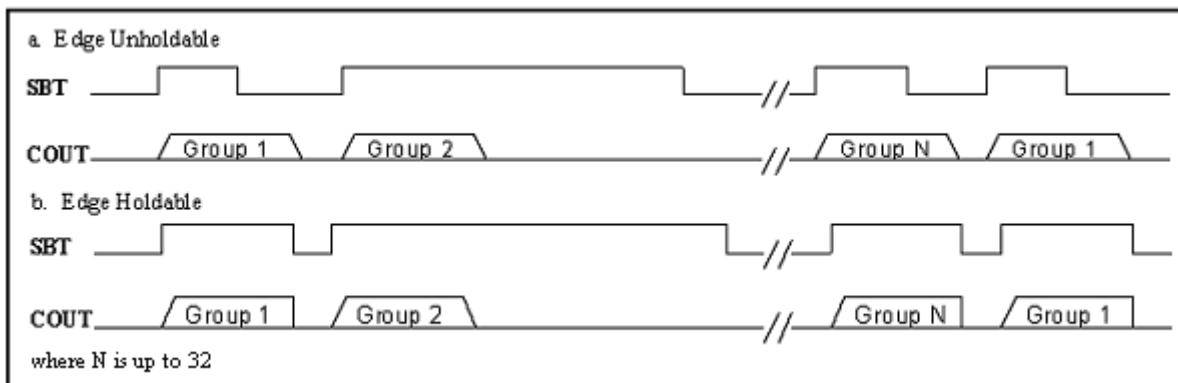 a. Edge Unholdable
SBT
COUT Group 1 Group 2 Group N Group 1
b. Edge Holdable
SBT
COUT Group 1 Group 2 Group N Group 1
where N is up to 32